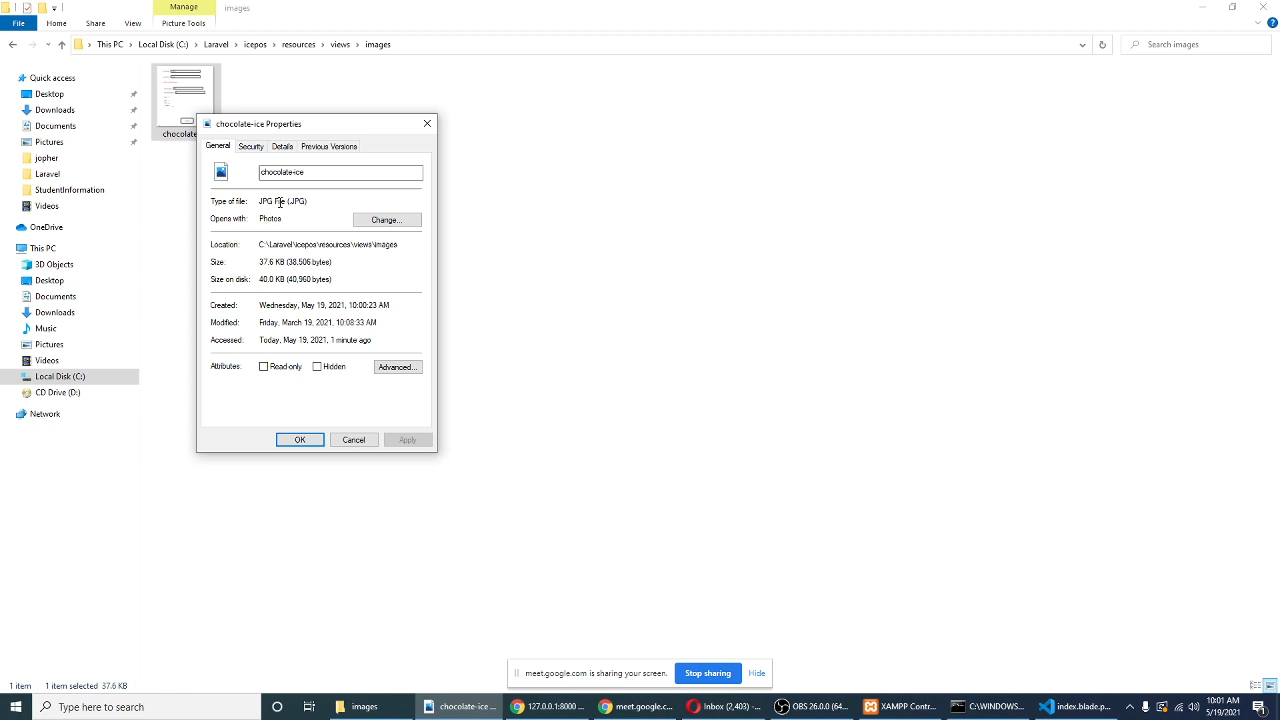 Manage
images
File
Home
Share
View
Picture Tools
This PC
Local Disk (C:)
Laravel
icepos
resources
views
images
Search images
Quick access
Desktop
Downloads
Documents
Pictures
jopher
Laravel
StudentInformation
Videos
OneDrive
This PC
3D Objects
Desktop
Documents
Downloads
Music
Pictures
Videos
Local Disk (C:)
CD Drive (D:)
Network
chocolate
chocolate-ice Properties
General
Security
Details
Previous Versions
chocolate-ice
Type of file:
JPG File (.JPG)
Opens with:
Photos
Change...
Location:
C:\Laravel\icepos\resources\views\images
Size:
37.6 KB (38,506 bytes)
Size on disk:
40.0 KB (40,960 bytes)
Created:
Wednesday, May 19, 2021, 10:00:23 AM
Modified:
Friday, March 19, 2021, 10:08:33 AM
Accessed:
Today, May 19, 2021, 1 minute ago
Attributes:
Read-only
Hidden
Advanced...
OK
Cancel
Apply
meet.google.com is sharing your screen.
Stop sharing
Hide
1 item
1 item selected 37.6 KB
Type here to search
images
chocolate-ice ...
127.0.0.1:8000 ...
meet.google.c...
Inbox (2,403) -...
OBS 26.0.0 (64...
XAMPP Contr...
C:\WINDOWS...
index.blade.p...
10:01 AM
5/19/2021
1